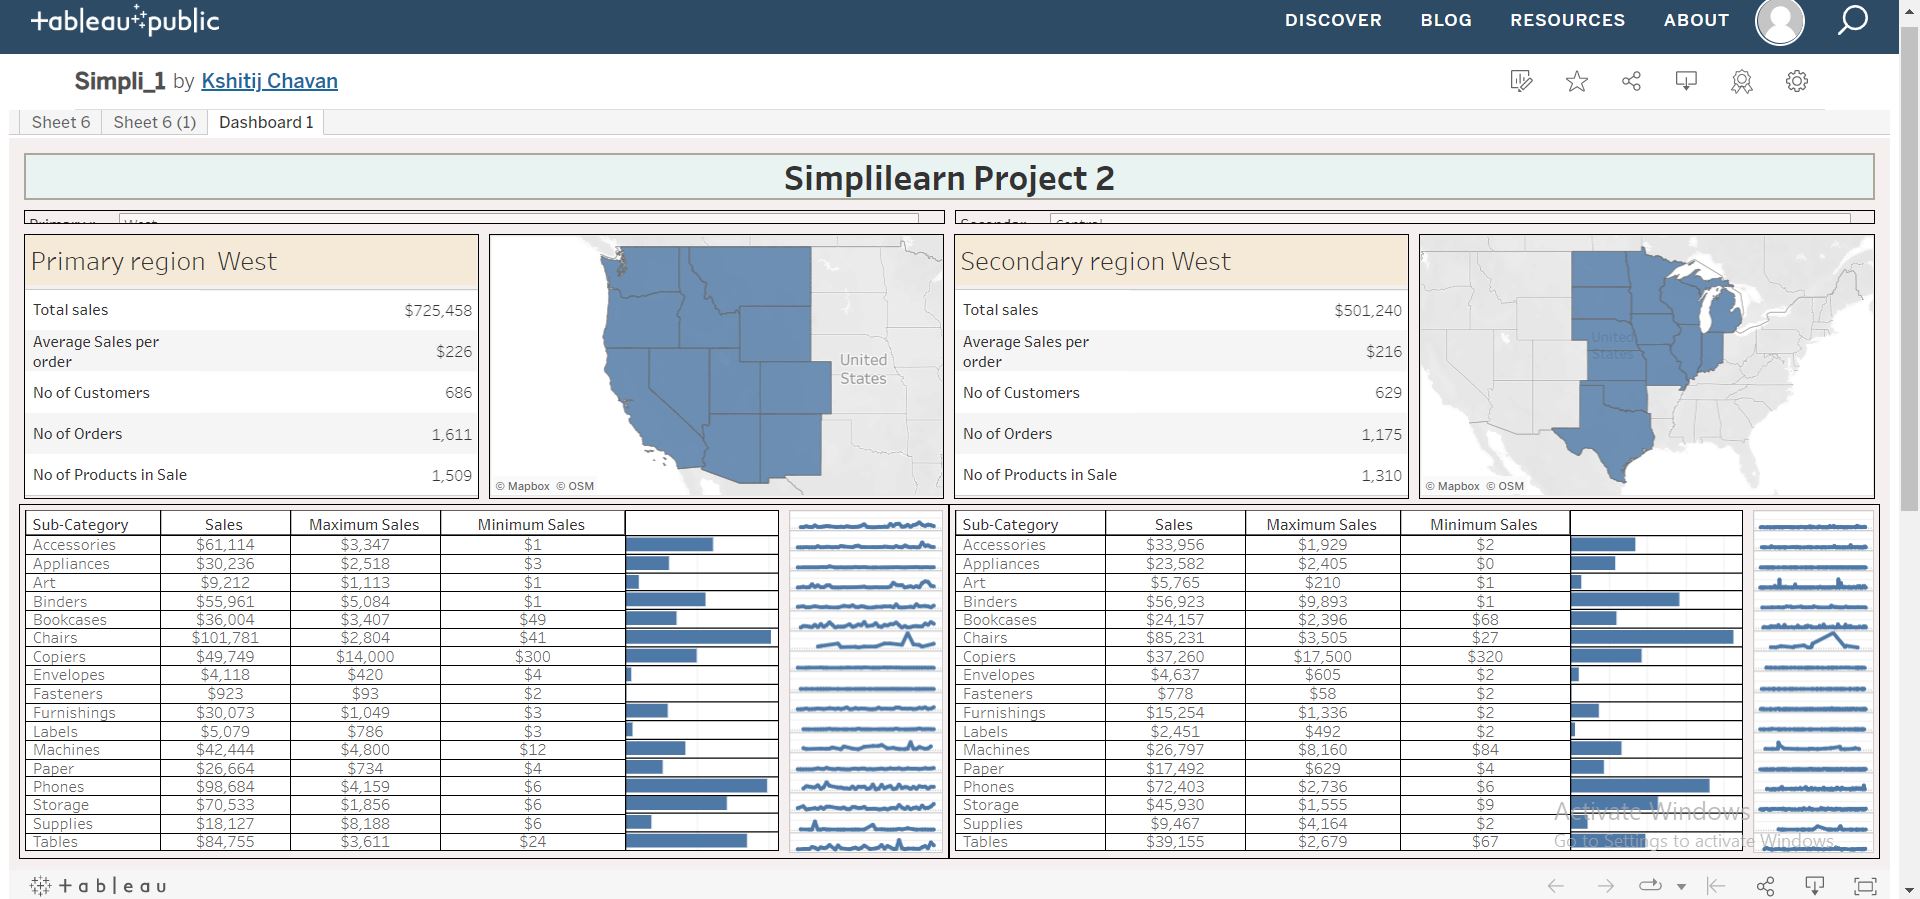 +ableau public
DISCOVER BLOG RESOURCES ABOUT
Simpli_1 by Kshitij Chavan
Sheet 6 Sheet 6 (1) Dashboard 1
Simplilearn Project 2
West
Central
Primary region West
Total sales $725,458
Average Sales per
order $226
No of Customers 686
No of Orders 1,611
No of Products in Sale 1,509
United
States
© Mapbox © OSM
Secondary region West
Total sales $501,240
Average Sales per
order $216
No of Customers 629
No of Orders 1,175
No of Products in Sale 1,310
United
States
© Mapbox © OSM
Sub-Category Sales Maximum Sales Minimum Sales
Accessories $61,114 $3,347 $1
Appliances $30,236 $2,518 $3
Art $9,212 $1,113 $1
Binders $55,961 $5,084 $1
Bookcases $36,004 $3,407 $49
Chairs $101,781 $2,804 $41
Copiers $49,749 $14,000 $300
Envelopes $4,118 $420 $4
Fasteners $923 $93 $2
Furnishings $30,073 $1,049 $3
Labels $5,079 $786 $3
Machines $42,444 $4,800 $12
Paper $26,664 $734 $4
Phones $98,684 $4,159 $6
Storage $70,533 $1,856 $6
Supplies $18,127 $8,188 $6
Tables $84,755 $3,611 $24
Sub-Category Sales Maximum Sales Minimum Sales
Accessories $33,956 $1,929 $2
Appliances $23,582 $2,405 $0
Art $5,765 $210 $1
Binders $56,923 $9,893 $1
Bookcases $24,157 $2,396 $68
Chairs $85,231 $3,505 $27
Copiers $37,260 $17,500 $320
Envelopes $4,637 $605 $2
Fasteners $778 $58 $2
Furnishings $15,254 $1,336 $2
Labels $2,451 $492 $2
Machines $26,797 $8,160 $84
Paper $17,492 $629 $4
Phones $72,403 $2,736 $6
Storage $45,930 $1,555 $9
Supplies $9,467 $4,164 $2
Tables $39,155 $2,679 $67
Activate Windows
Go to Settings to activate Windows.
+ a b l e a u